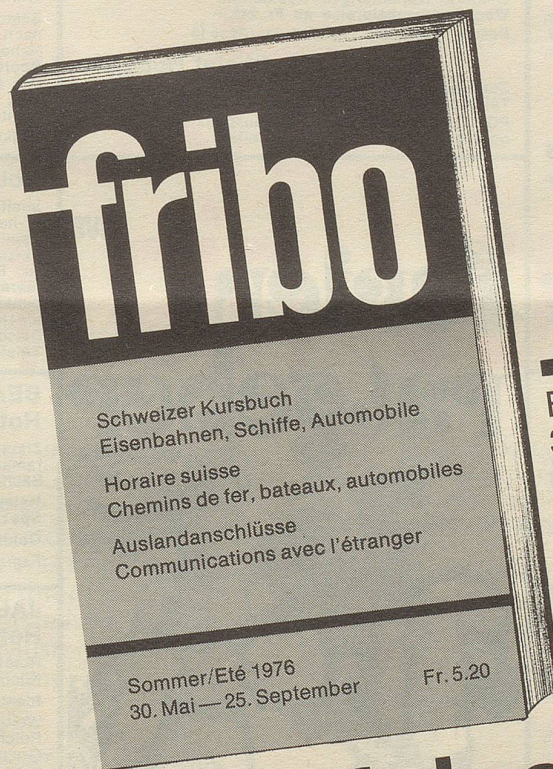 fribo
Schweizer Kursbuch
Eisenbahnen, Schiffe, Automobile
Horaire suisse
Chemins de fer, bateaux, automobiles
Auslandanschlüsse
Communications avec l'étranger
Sommer/Eté 1976
30. Mai — 25. September
Fr. 5.20